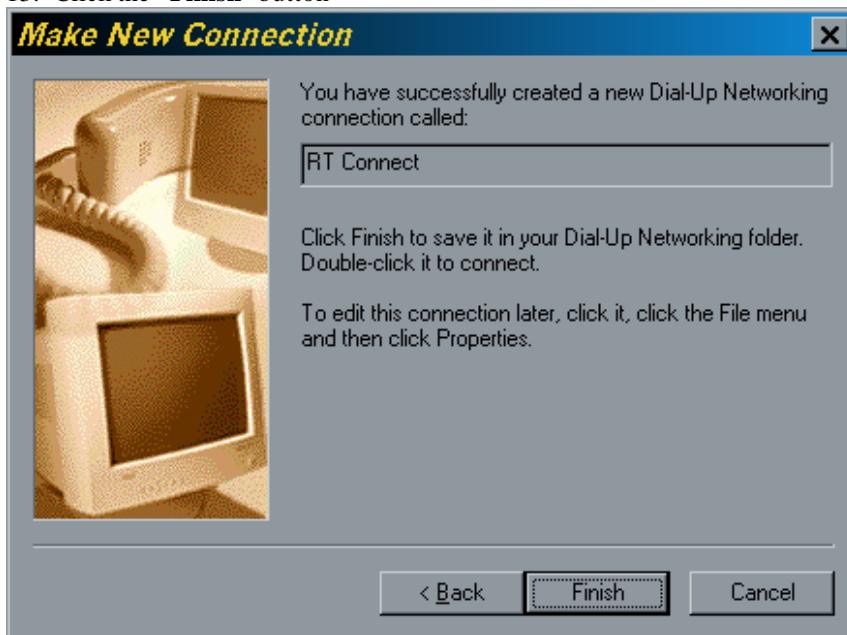 Make New Connection
You have successfully created a new Dial-Up Networking
connection called:
RT Connect
Click Finish to save it in your Dial-Up Networking folder.
Double-click it to connect.
To edit this connection later, click it, click the File menu
and then click Properties.
< Back Finish Cancel